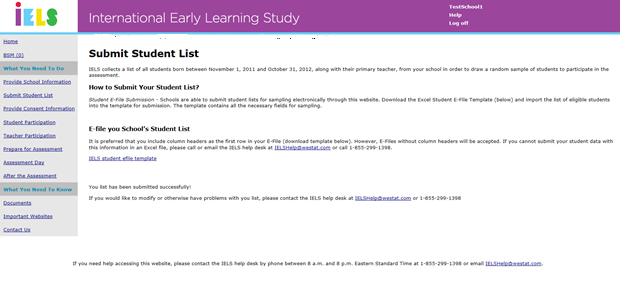 iELS
International Early Learning Study
TestSchool1
Help
Log off
Home
BSM (0)
What You Need To Do
Provide School Information
Submit Student List
Provide Consent Information
Student Participation
Teacher Participation
Prepare for Assessment
Assessment Day
After the Assessment
What You Need To Know
Documents
Important Websites
Contact Us
Submit Student List
IELS collects a list of all students born between November 1, 2011 and October 31, 2012, along with their primary teacher, from your school in order to draw a random sample of students to participate in the
assessment.
How to Submit Your Student List?
Student E-File Submission - Schools are able to submit student lists for sampling electronically through this website. Download the Excel Student E-File Template (below) and import the list of eligible students
into the template for submission. The template contains all the necessary fields for sampling.
E-file you School's Student List
It is preferred that you include column headers as the first row in your E-File (download template below). However, E-Files without column headers will be accepted. If you cannot submit your student data with
this information in an Excel file, please call or email the IELS help desk at IELSHelp@westat.com or call 1-855-299-1398.
IELS student efile template
You list has been submitted successfully!
If you would like to modify or otherwise have problems with you list, please contact the IELS help desk at IELSHelp@westat.com or 1-855-299-1398
If you need help accessing this website, please contact the IELS help desk by phone between 8 a.m. and 8 p.m. Eastern Standard Time at 1-855-299-1398 or email IELSHelp@westat.com.